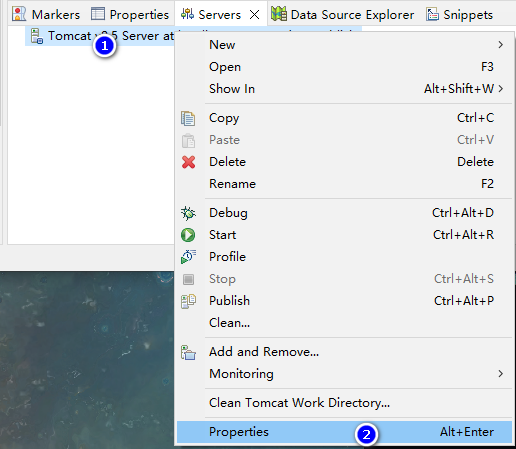 Markers Properties Servers Data Source Explorer Snippets
Tomcat v8.5 Server at
1
New
Open F3
Show In Alt+Shift+W
Copy Ctrl+C
Paste Ctrl+V
Delete Delete
Rename F2
Debug Ctrl+Alt+D
Start Ctrl+Alt+R
Profile
Stop Ctrl+Alt+S
Publish Ctrl+Alt+P
Clean...
Add and Remove...
Monitoring
Clean Tomcat Work Directory...
Properties 2 Alt+Enter